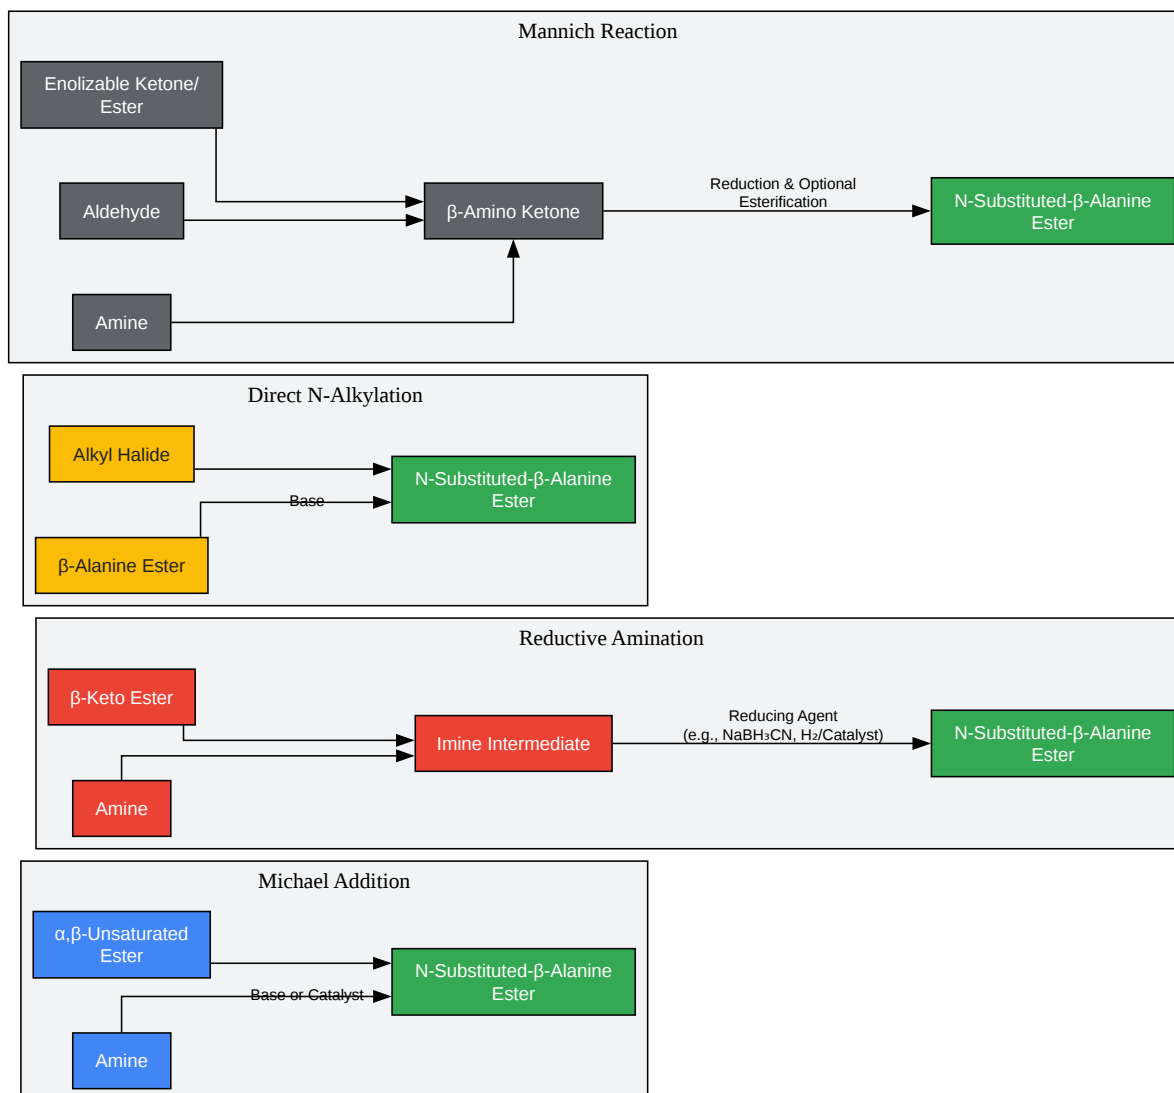 Mannich Reaction
Enolizable Ketone/
Ester
Aldehyde
Amine
β-Amino Ketone
Reduction & Optional
Esterification
N-Substituted-β-Alanine
Ester
Direct N-Alkylation
Alkyl Halide
β-Alanine Ester
Base
N-Substituted-β-Alanine
Ester
Reductive Amination
β-Keto Ester
Amine
Imine Intermediate
Reducing Agent
(e.g., NaBH₃CN, H₂/Catalyst)
N-Substituted-β-Alanine
Ester
Michael Addition
α,β-Unsaturated
Ester
Amine
Base or Catalyst
N-Substituted-β-Alanine
Ester